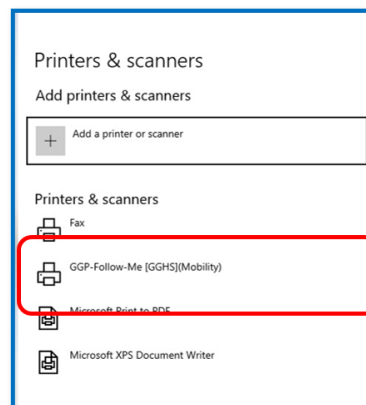 Printers & scanners
Add printers & scanners
Add a printer or scanner
Printers & scanners
Fax
GGP-Follow-Me [GGHS](Mobility)
Microsoft Print to PDF
Microsoft XPS Document Writer